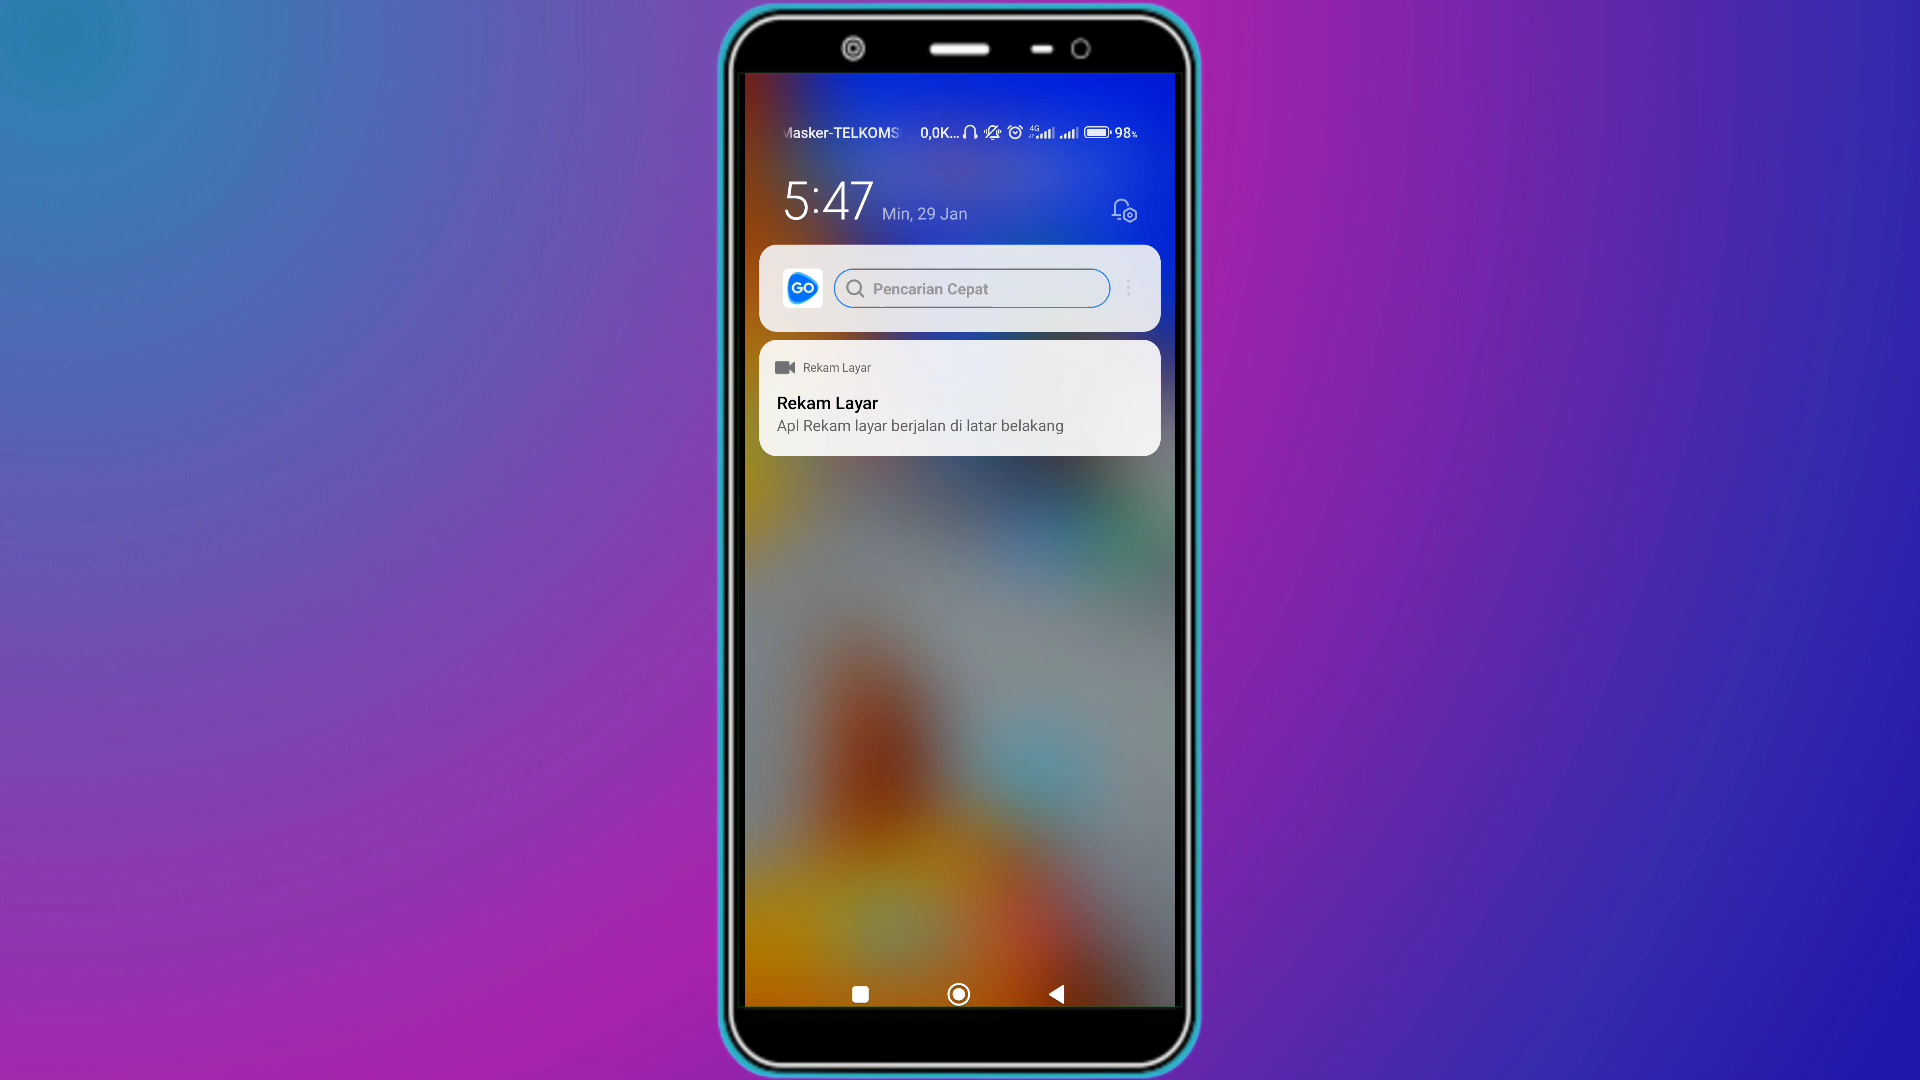 Masker-TELKOMS 0,0K... 4G 98%
5:47 Min, 29 Jan
GO Pencarian Cepat
Rekam Layar
Rekam Layar
Apl Rekam layar berjalan di latar belakang